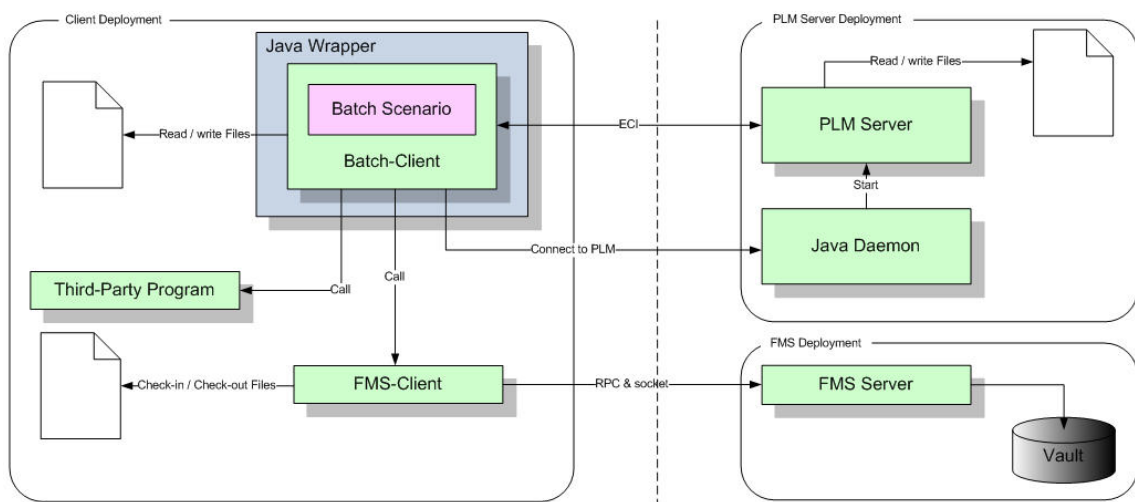 Client Deployment
PLM Server Deployment
Java Wrapper
Read / write Files
Batch Scenario
PLM Server
Read / write Files
ECI
Batch-Client
Start
Java Daemon
Connect to PLM
Call
Third-Party Program
Call
FMS Deployment
Check-in / Check-out Files
FMS-Client
RPC & socket
FMS Server
Vault